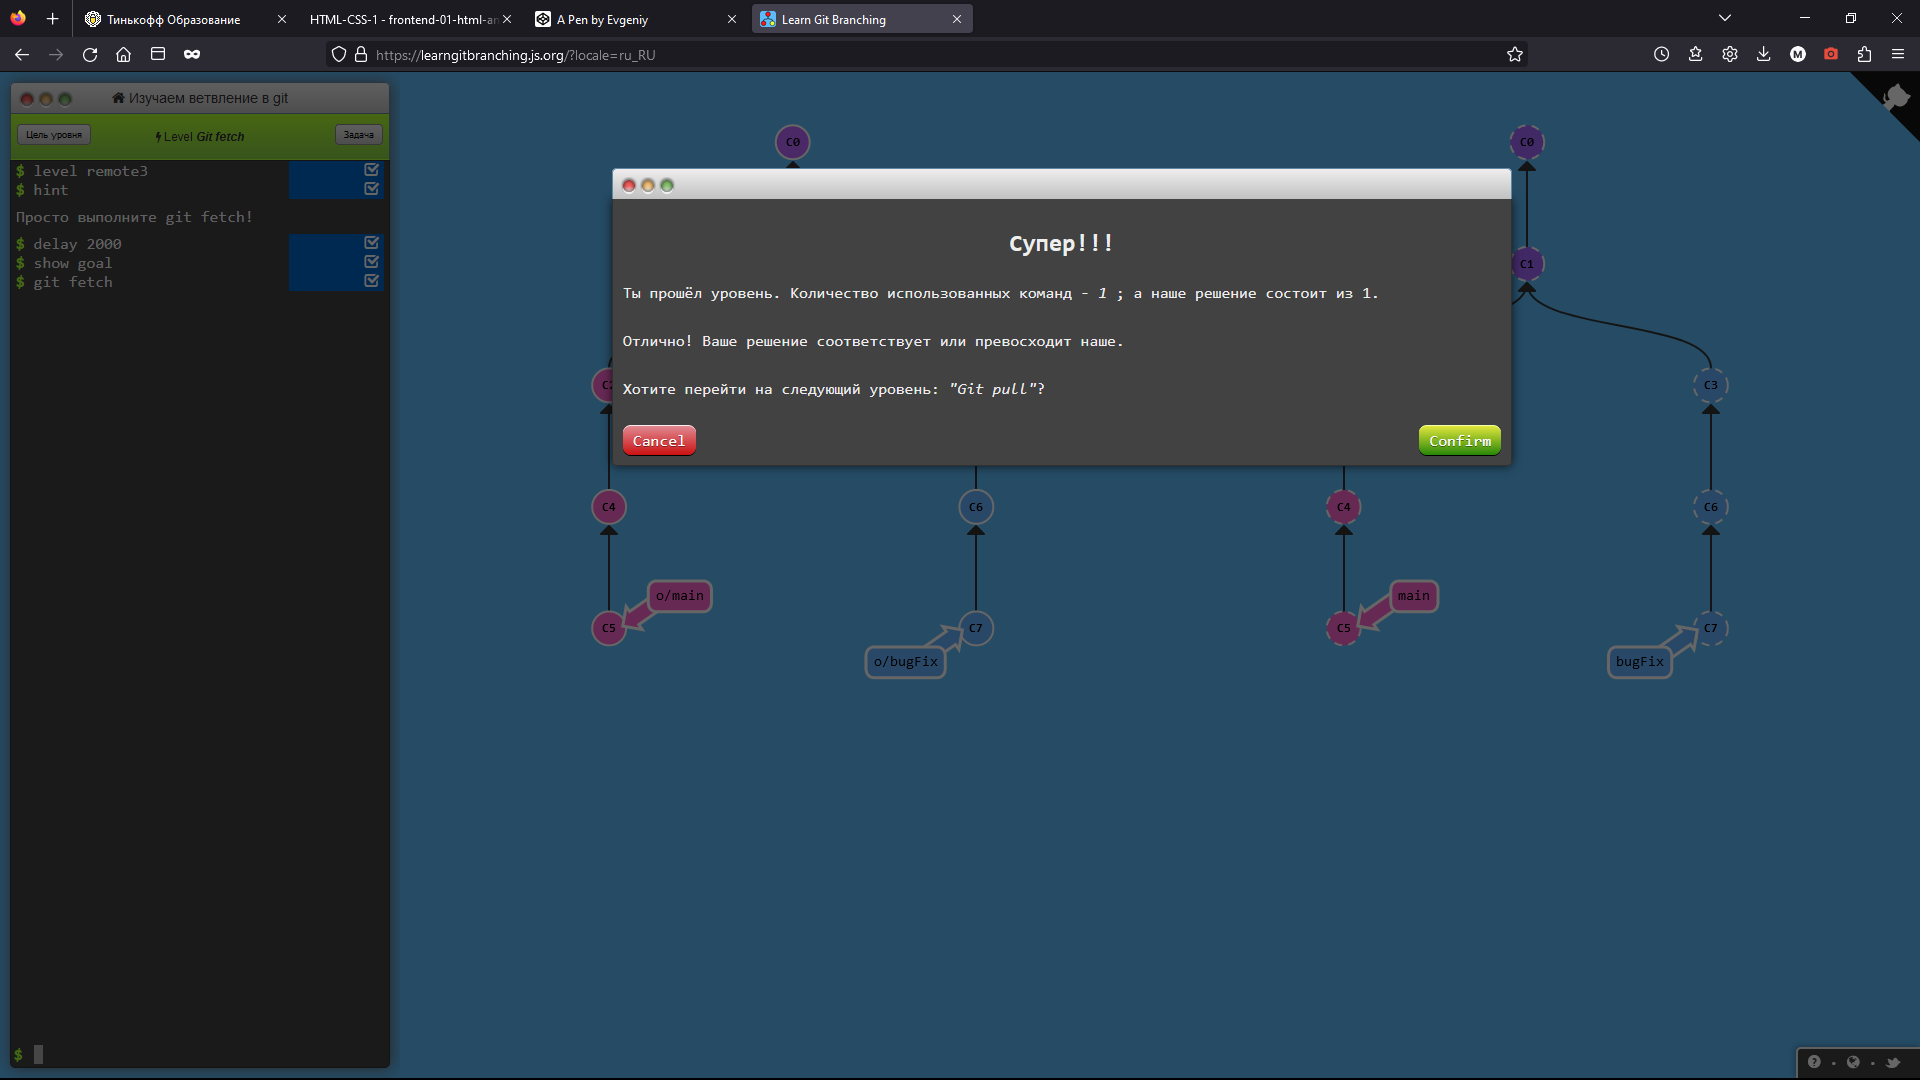 Тинькофф Образование
HTML-CSS-1 - frontend-01-html-an
A Pen by Evgeniy
Learn Git Branching
https://learngitbranching.js.org/?locale=ru_RU
M
Изучаем ветвление в git
Цель уровня
Level Git fetch
Задача
$ level remote3
$ hint
Просто выполните git fetch!
$ delay 2000
$ show goal
$ git fetch
$
C0
C0
Супер!!!
Ты прошёл уровень. Количество использованных команд - 1 ; а наше решение состоит из 1.
Отлично! Ваше решение соответствует или превосходит наше.
Хотите перейти на следующий уровень: "Git pull"?
Cancel
Confirm
C1
C3
C4
C6
C4
C6
o/main
main
C5
C7
C5
C7
o/bugFix
bugFix